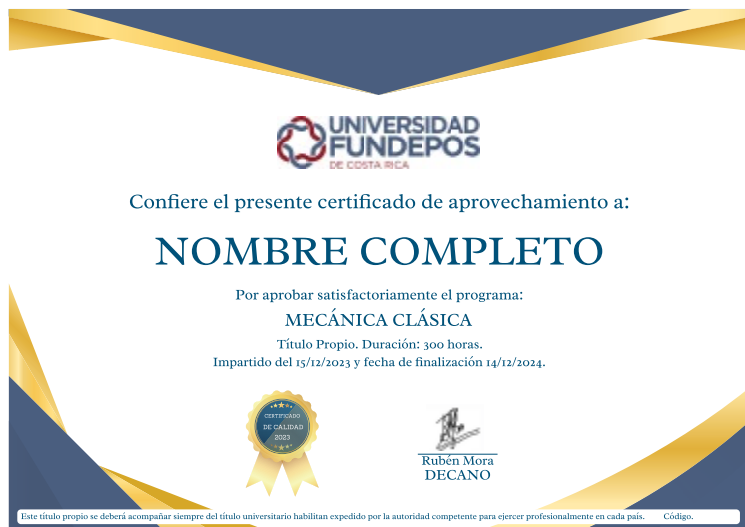 UNIVERSIDAD
FUNDEPOS
DE COSTA RICA
Confiere el presente certificado de aprovechamiento a:
NOMBRE COMPLETO
Por aprobar satisfactoriamente el programa:
MECÁNICA CLÁSICA
Título Propio. Duración: 300 horas.
Impartido del 15/12/2023 y fecha de finalización 14/12/2024.
CERTIFICADO
DE CALIDAD
2023
Rubén Mora
DECANO
Este título propio se deberá acompañar siempre del título universitario habilitan expedido por la autoridad competente para ejercer profesionalmente en cada país. Código.